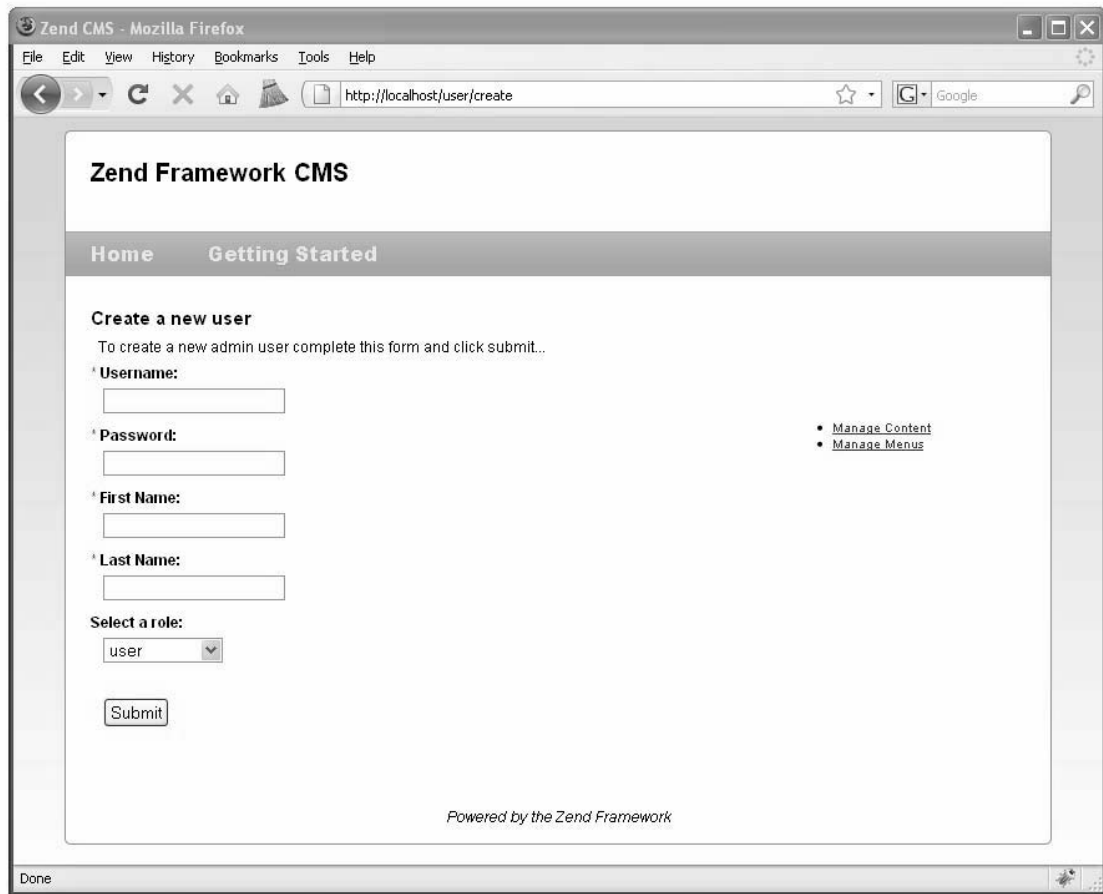 Zend CMS - Mozilla Firefox
File Edit View History Bookmarks Tools Help
http://localhost/user/create
G Google
Zend Framework CMS
Home Getting Started
Create a new user
To create a new admin user complete this form and click submit...
* Username:
* Password:
* First Name:
* Last Name:
Select a role:
user
Submit
• Manage Content
• Manage Menus
Powered by the Zend Framework
Done